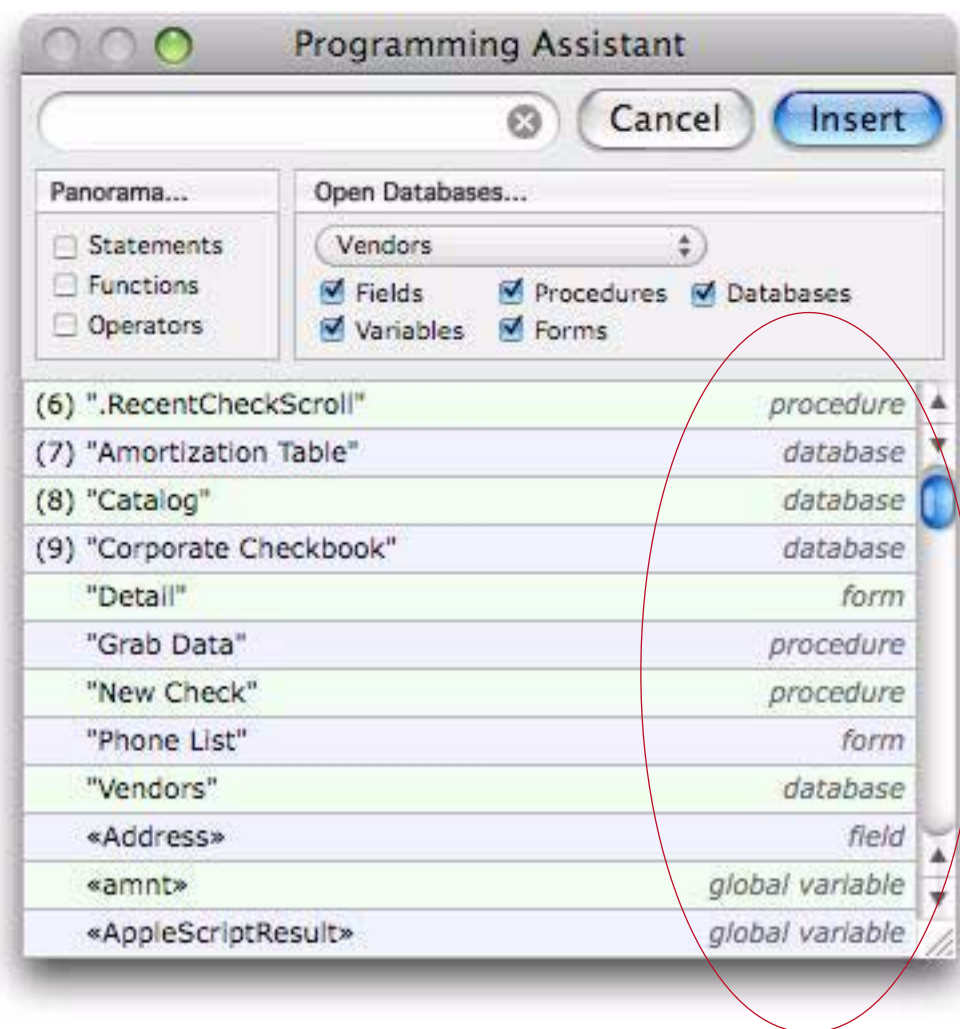 Programming Assistant
Cancel Insert
Panorama... Open Databases...
Statements Vendors
Functions Fields Procedures Databases
Operators Variables Forms
(6) ".RecentCheckScroll" procedure
(7) "Amortization Table" database
(8) "Catalog" database
(9) "Corporate Checkbook" database
"Detail" form
"Grab Data" procedure
"New Check" procedure
"Phone List" form
"Vendors" database
«Address» field
«amnt» global variable
«AppleScriptResult» global variable